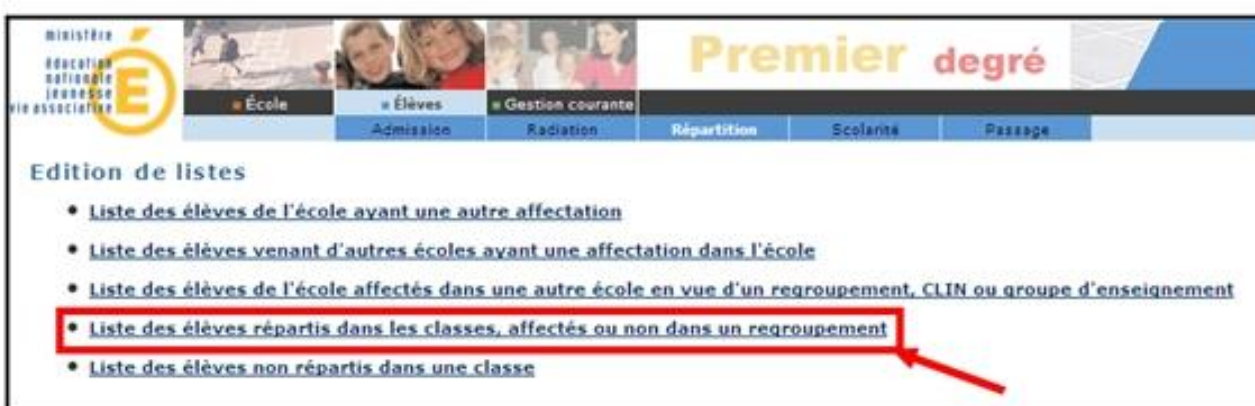 ministère
éducation
nationale
jeunesse
vie associative
É
Premier degré
École
Élèves
Gestion courante
Admission
Radiation
Répartition
Scolarité
Passage
Edition de listes
Liste des élèves de l'école ayant une autre affectation
Liste des élèves venant d'autres écoles ayant une affectation dans l'école
Liste des élèves de l'école affectés dans une autre école en vue d'un regroupement, CLIN ou groupe d'enseignement
Liste des élèves répartis dans les classes, affectés ou non dans un regroupement
Liste des élèves non répartis dans une classe